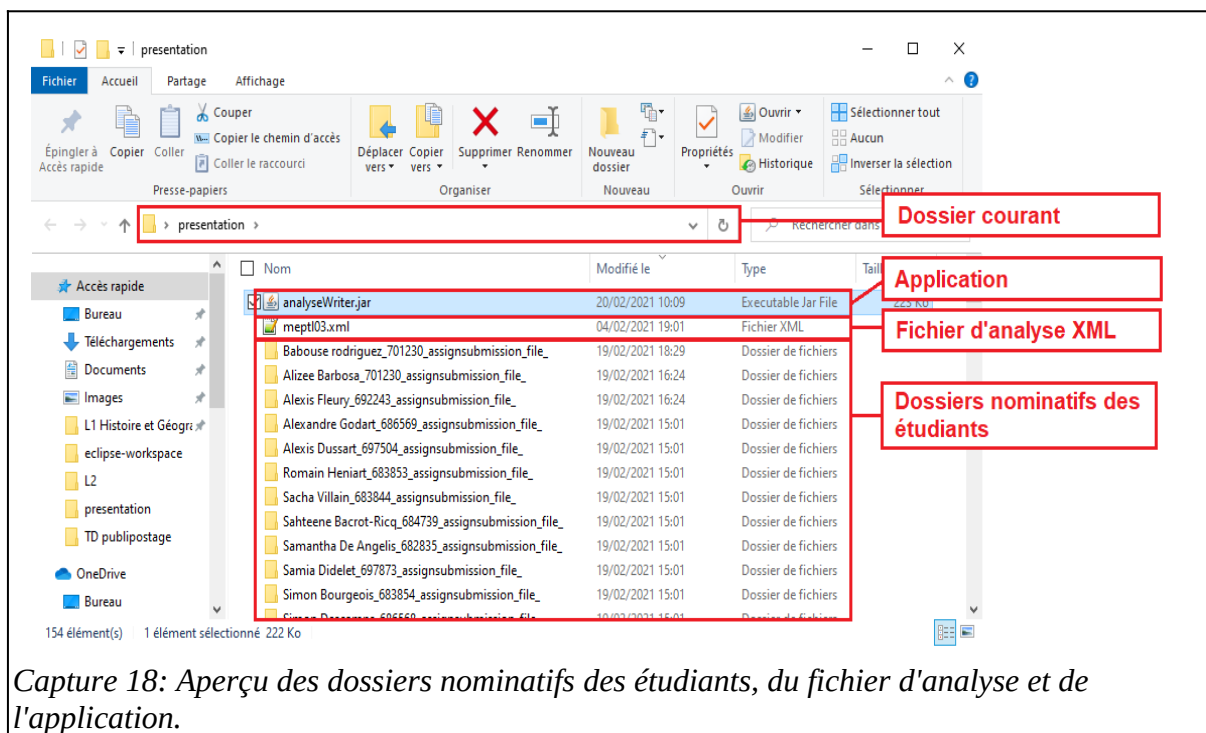 presentation
Fichier Accueil Partage Affichage
Couper
Copier le chemin d'accès
Coller le raccourci
Épingler à
Accès rapide
Copier
Coller
Presse-papiers
Déplacer
vers
Copier
vers
Supprimer
Renommer
Organiser
Nouveau
dossier
Nouveau
Propriétés
Ouvrir
Modifier
Historique
Ouvrir
Sélectionner tout
Aucun
Inverser la sélection
Sélectionner
> presentation >
Rechercher dans
Dossier courant
Nom Modifié le Type Taill
Application
Fichier d'analyse XML
Dossiers nominatifs des
étudiants
Accès rapide
Bureau
Téléchargements
Documents
Images
L1 Histoire et Géogra
eclipse-workspace
L2
presentation
TD publipostage
OneDrive
Bureau
analyseWriter.jar 20/02/2021 10:09 Executable Jar File 223 Ko
meptl03.xml 04/02/2021 19:01 Fichier XML
Babouse rodriguez_701230_assignsubmission_file_ 19/02/2021 18:29 Dossier de fichiers
Alizee Barbosa_701230_assignsubmission_file_ 19/02/2021 16:24 Dossier de fichiers
Alexis Fleury_692243_assignsubmission_file_ 19/02/2021 16:24 Dossier de fichiers
Alexandre Godart_686569_assignsubmission_file_ 19/02/2021 15:01 Dossier de fichiers
Alexis Dussart_697504_assignsubmission_file_ 19/02/2021 15:01 Dossier de fichiers
Romain Heniart_683853_assignsubmission_file_ 19/02/2021 15:01 Dossier de fichiers
Sacha Villain_683844_assignsubmission_file_ 19/02/2021 15:01 Dossier de fichiers
Sahteene Bacrot-Ricq_684739_assignsubmission_file_ 19/02/2021 15:01 Dossier de fichiers
Samantha De Angelis_682835_assignsubmission_file_ 19/02/2021 15:01 Dossier de fichiers
Samia Didelet_697873_assignsubmission_file_ 19/02/2021 15:01 Dossier de fichiers
Simon Bourgeois_683854_assignsubmission_file_ 19/02/2021 15:01 Dossier de fichiers
154 élément(s) 1 élément sélectionné 222 Ko
Capture 18: Aperçu des dossiers nominatifs des étudiants, du fichier d'analyse et de
l'application.